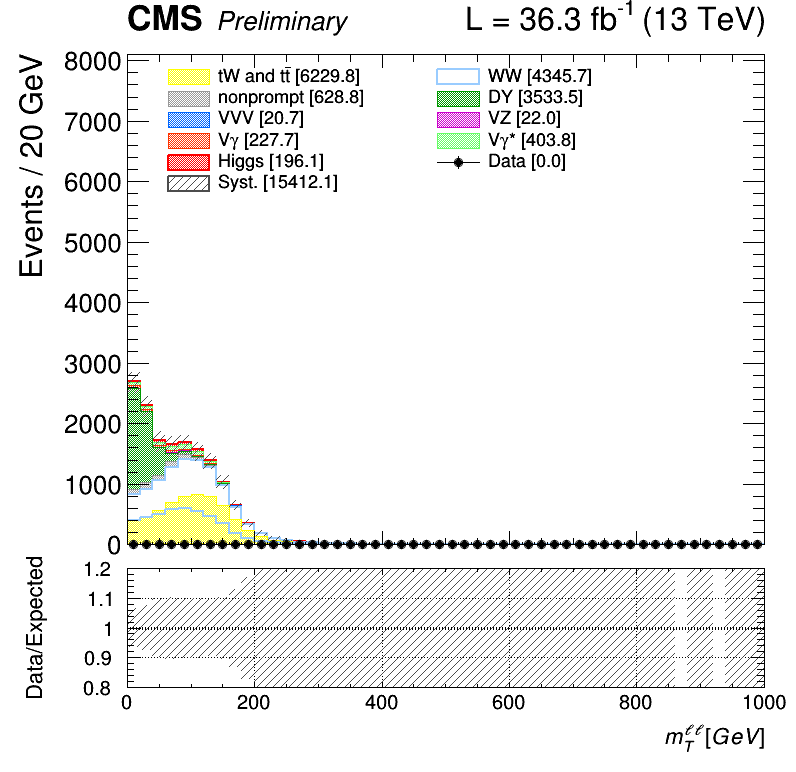 CMS Preliminary L = 36.3 fb⁻¹ (13 TeV)
Events / 20 GeV
8000
7000
6000
5000
4000
3000
2000
1000
0
tW and tt̄ [6229.8]
nonprompt [628.8]
VVV [20.7]
Vγ [227.7]
Higgs [196.1]
Syst. [15412.1]
WW [4345.7]
DY [3533.5]
VZ [22.0]
Vγ* [403.8]
Data [0.0]
Data/Expected
1.2
1.1
1
0.9
0.8
0 200 400 600 800 1000
m_T^{ℓℓ}[GeV]